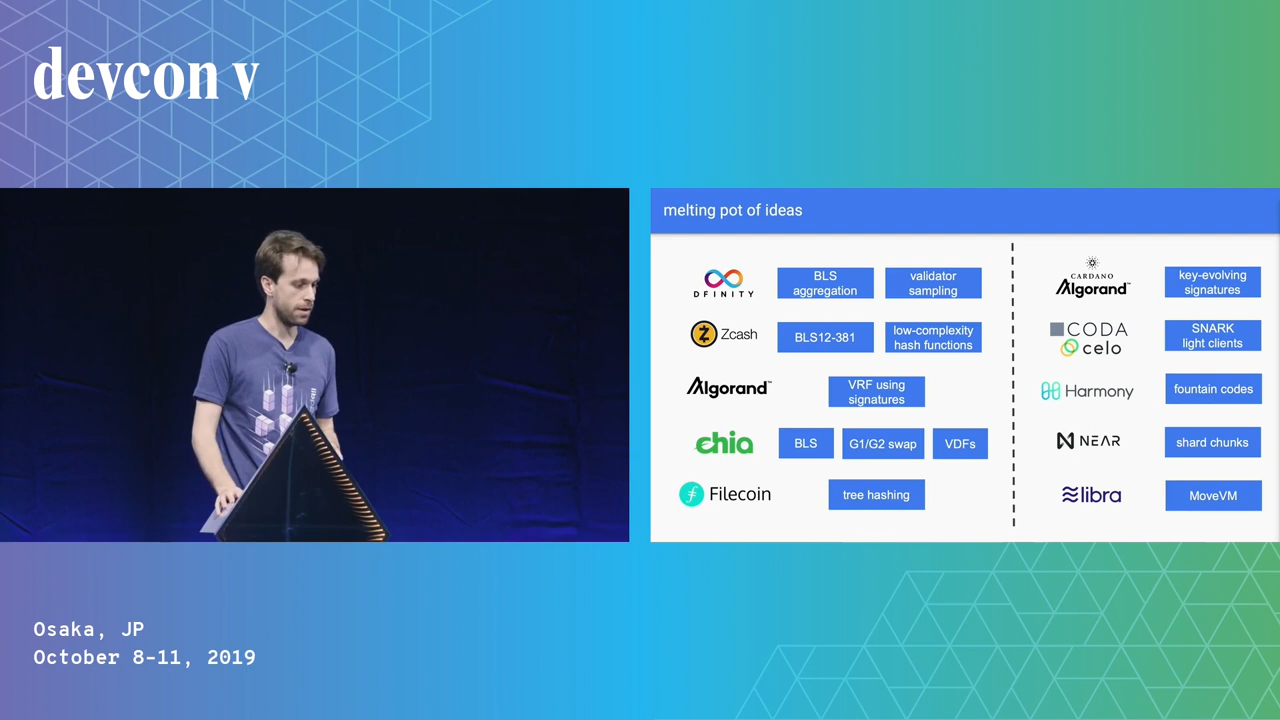 devcon v
melting pot of ideas
DFINITY
BLS
aggregation
validator
sampling
Zcash
BLS12-381
low-complexity
hash functions
Algorand™
VRF using
signatures
chia
BLS
G1/G2 swap
VDFs
Filecoin
tree hashing
CARDANO
Algorand™
key-evolving
signatures
CODA
celo
SNARK
light clients
Harmony
fountain codes
NEAR
shard chunks
libra
MoveVM
Osaka, JP
October 8–11, 2019